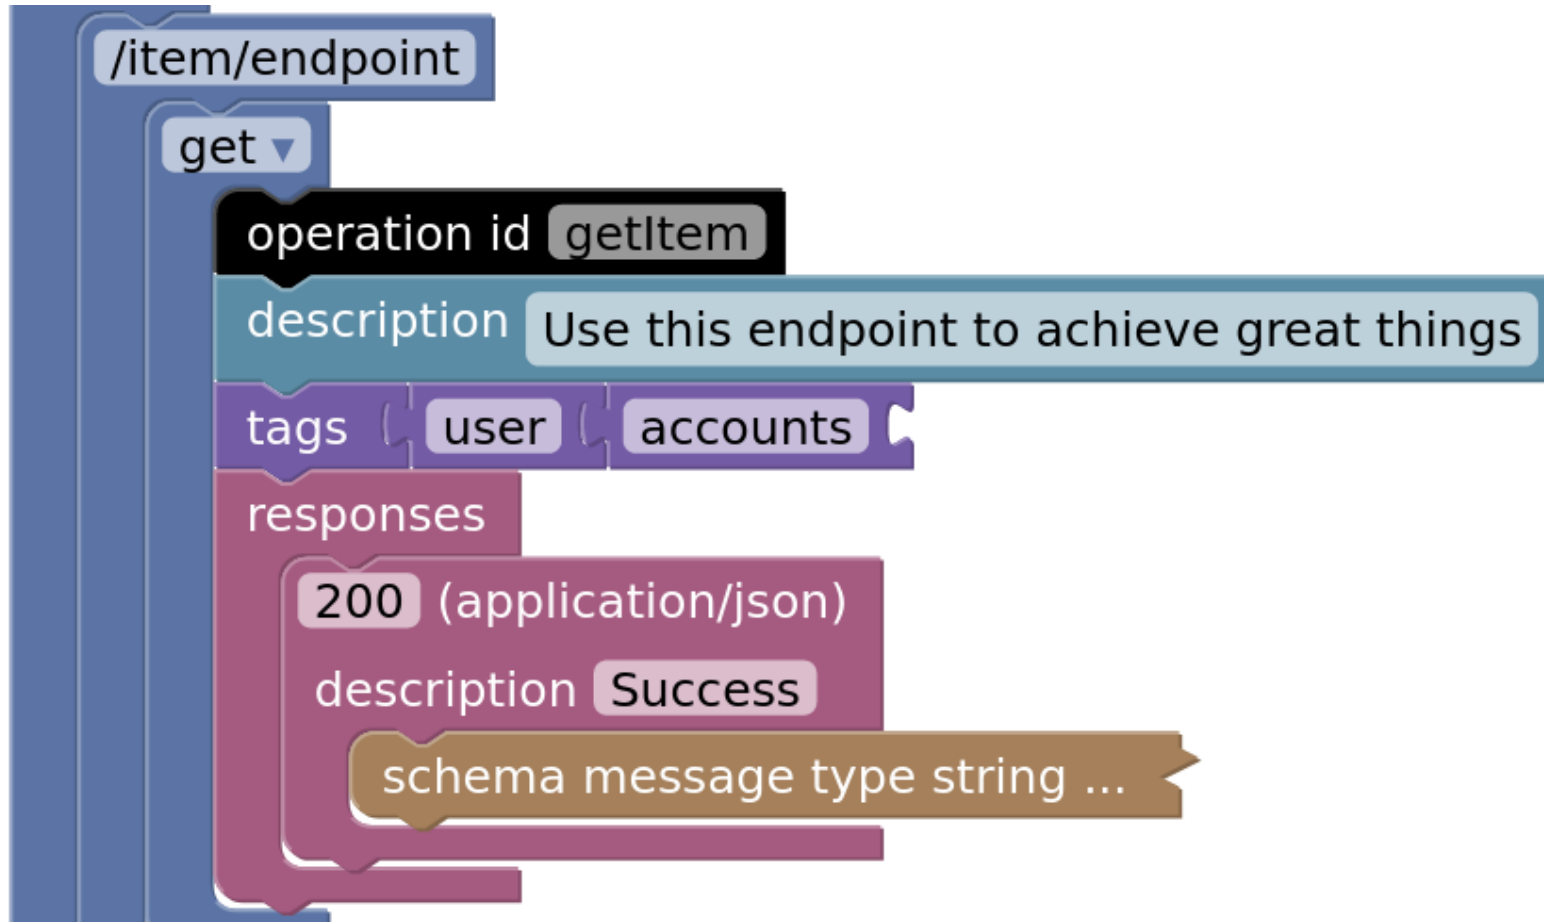 /item/endpoint
get ▾
operation id getItem
description Use this endpoint to achieve great things
tags user accounts
responses
200 (application/json)
description Success
schema message type string ...